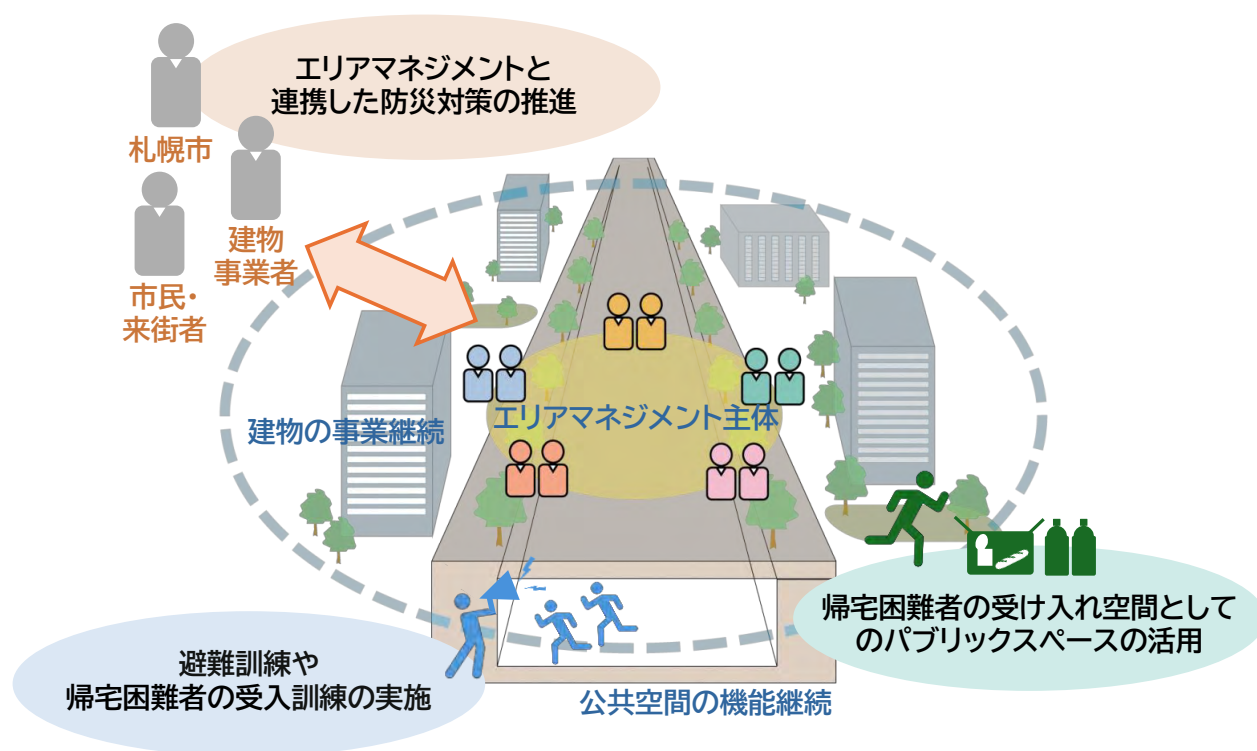 エリアマネジメントと
連携した防災対策の推進
札幌市
建物
事業者
市民・
来街者
建物の事業継続
エリアマネジメント主体
帰宅困難者の受け入れ空間として
のパブリックスペースの活用
避難訓練や
帰宅困難者の受入訓練の実施
公共空間の機能継続